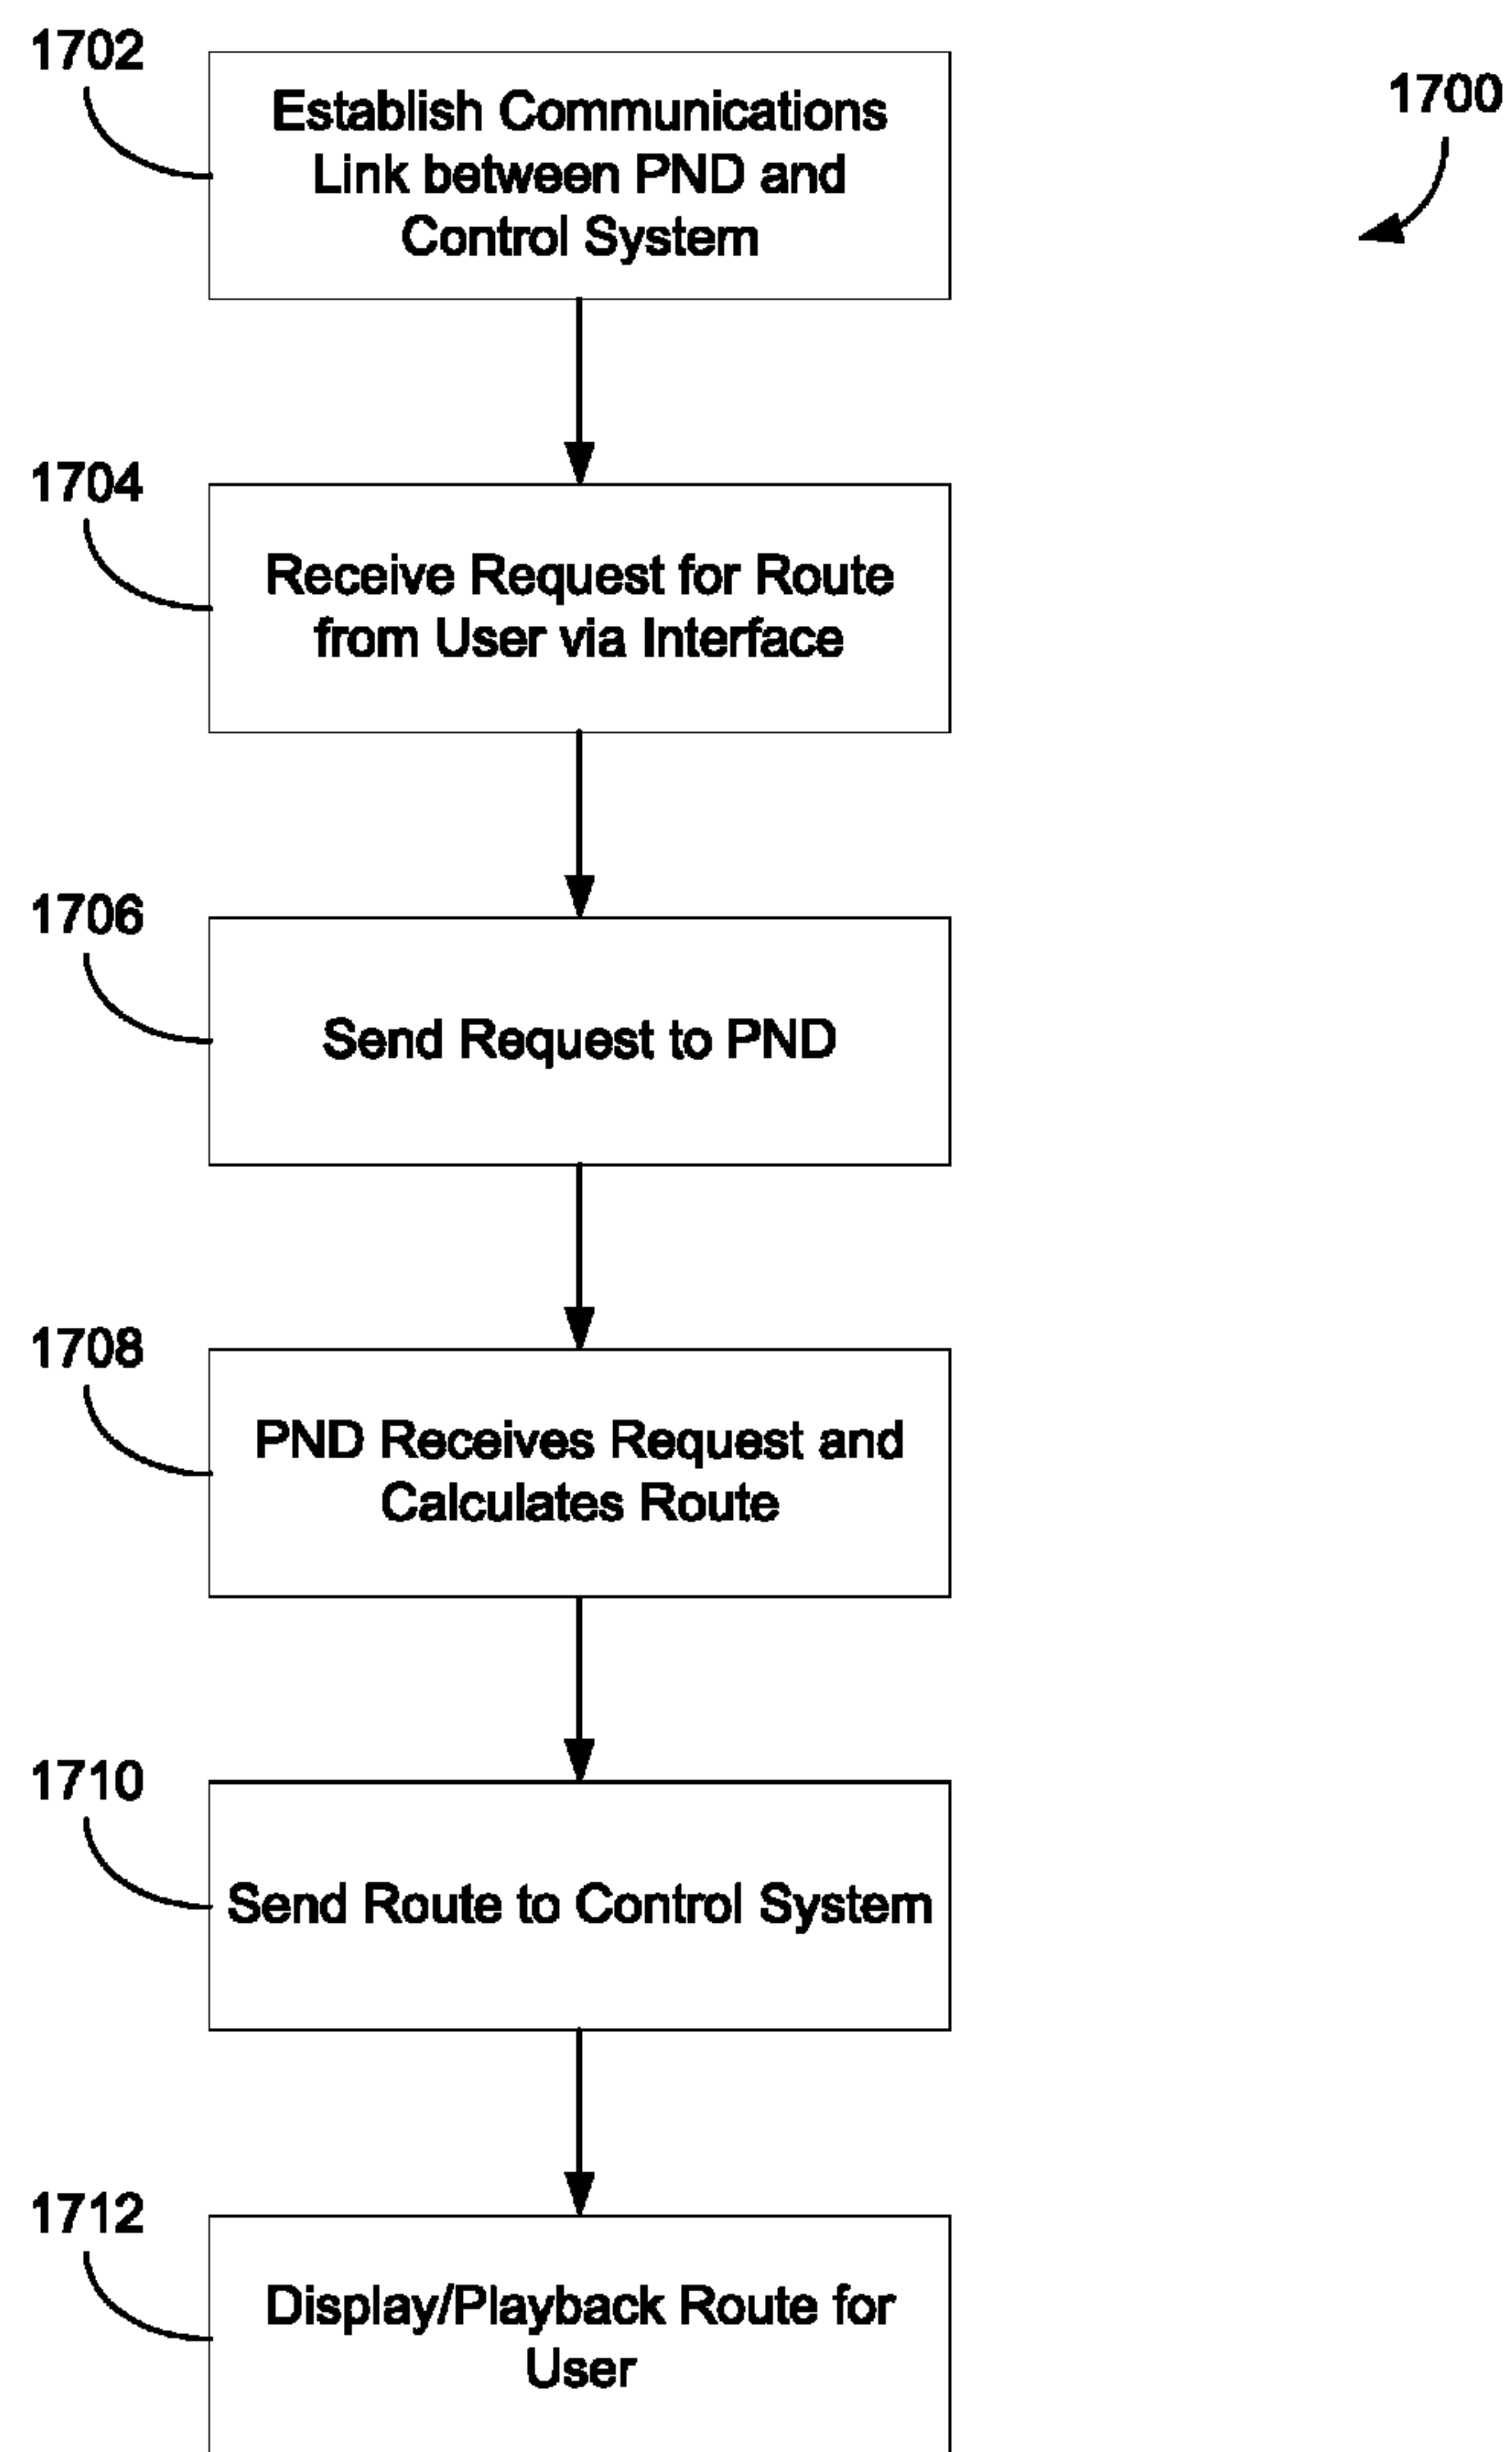 1702
Establish Communications
Link between PND and
Control System
1700
1704
Receive Request for Route
from User via Interface
1706
Send Request to PND
1708
PND Receives Request and
Calculates Route
1710
Send Route to Control System
1712
Display/Playback Route for
User